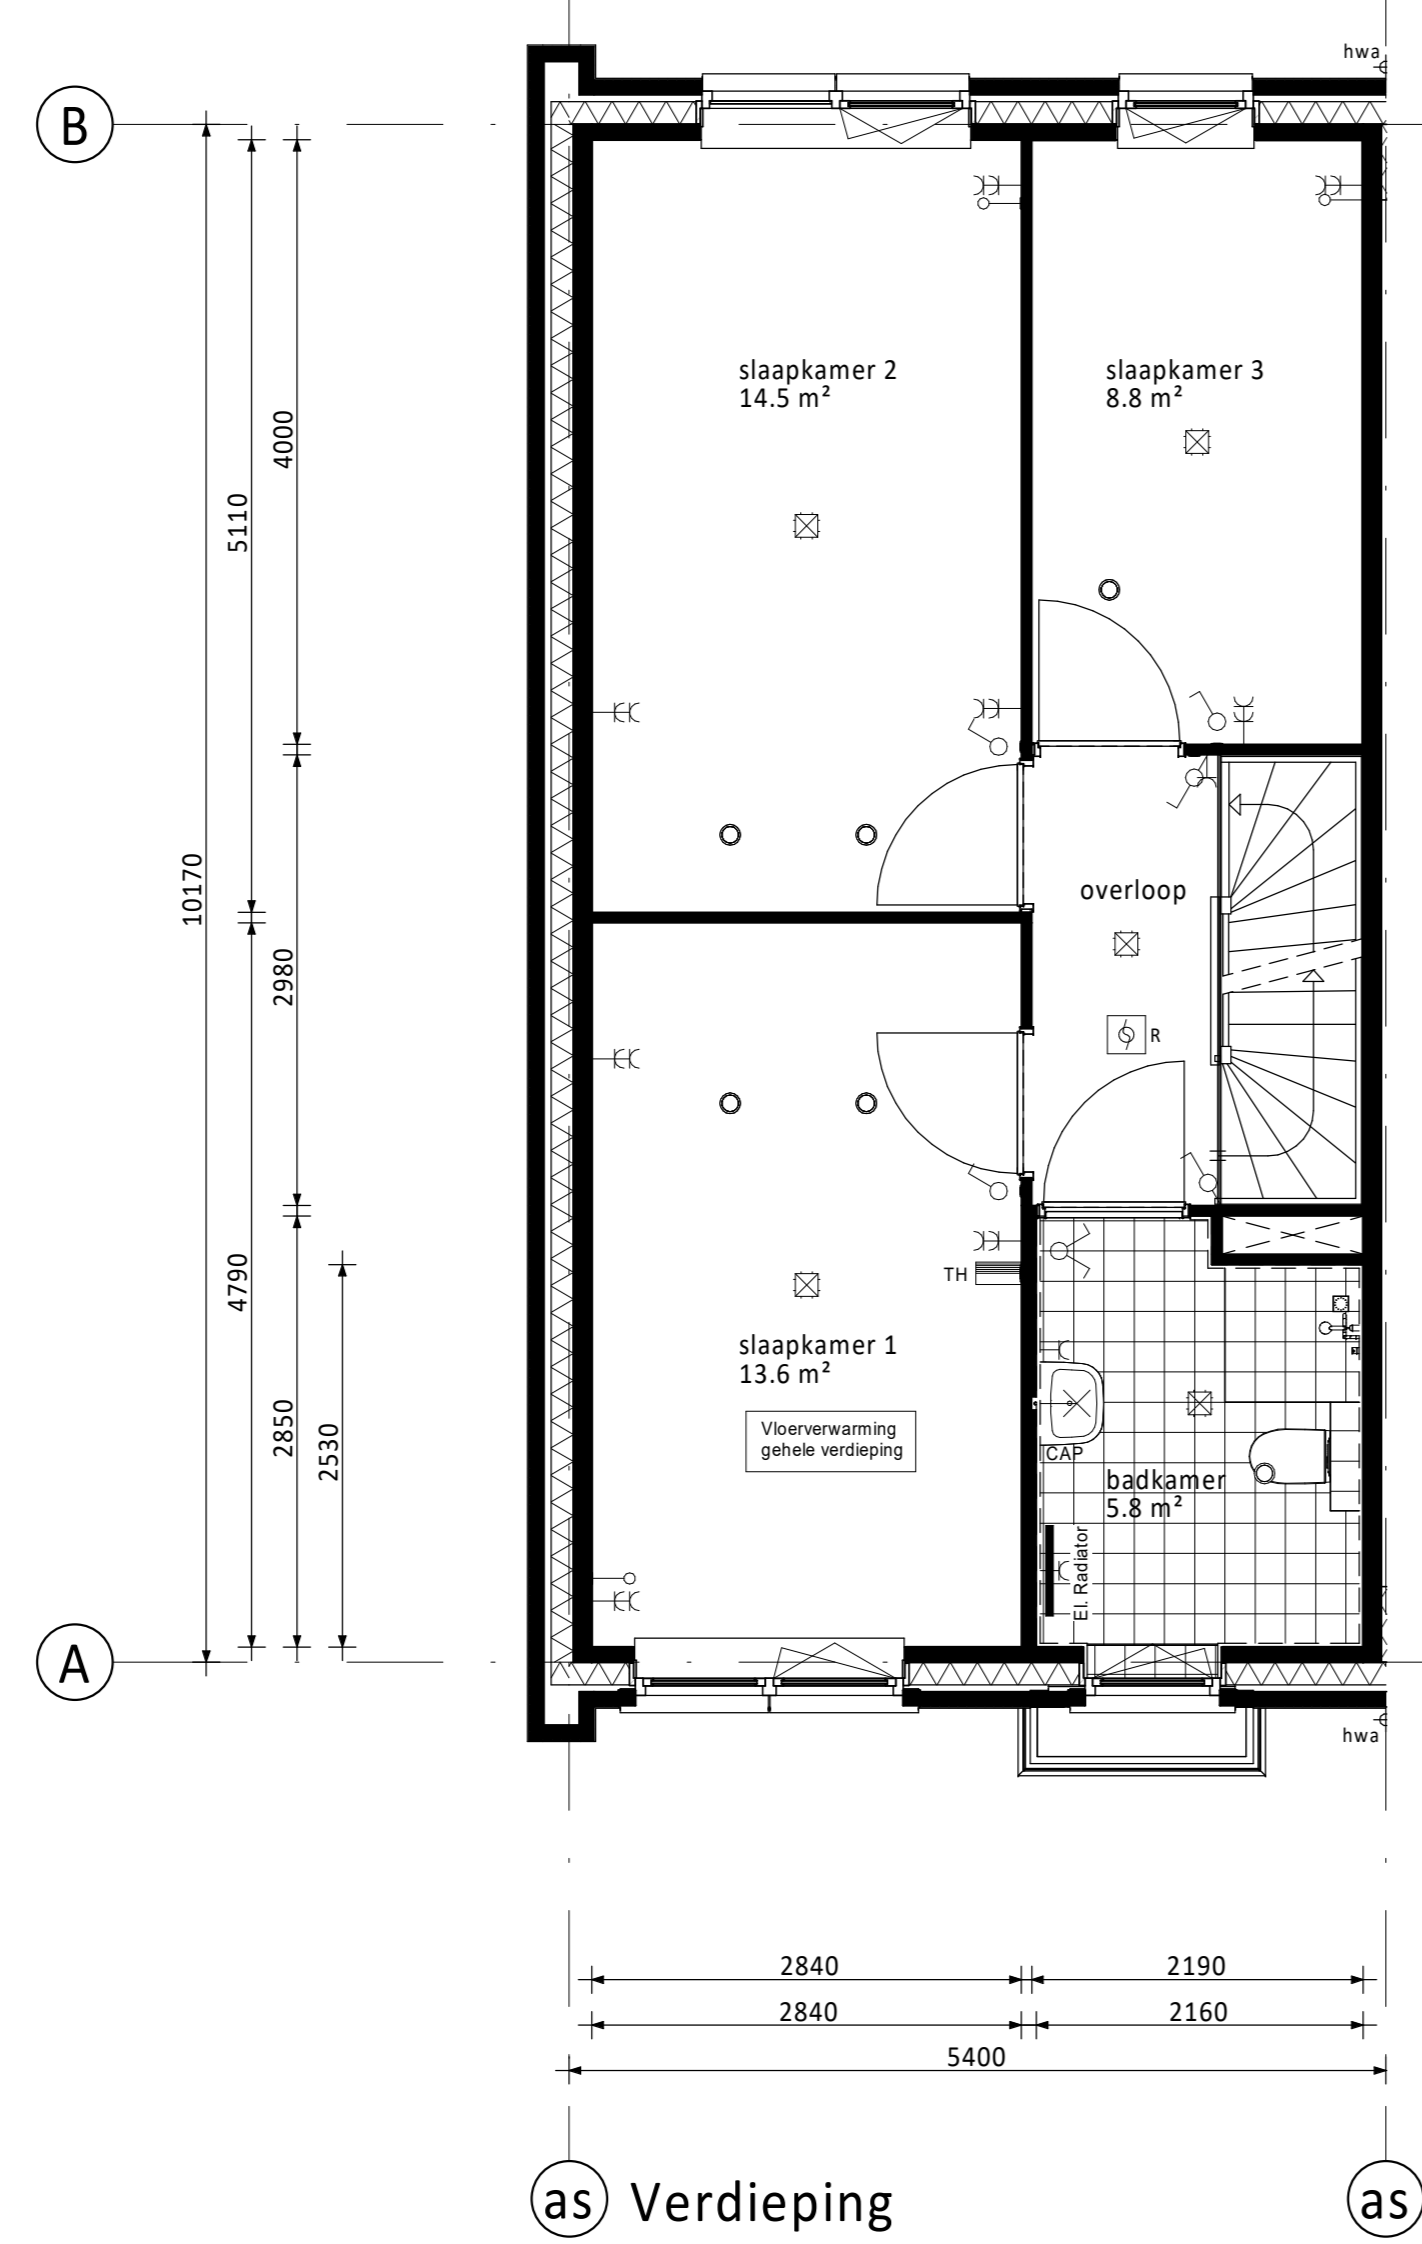 hwa
B
slaapkamer 2
14.5 m²
slaapkamer 3
8.8 m²
4000
5110
10170
overloop
2980
R
4790
TH
slaapkamer 1
13.6 m²
2850
2530
Vloerverwarming
gehele verdieping
CAP
badkamer
5.8 m²
El. Radiator
A
hwa
2840
2190
2840
2160
5400
as
Verdieping
as